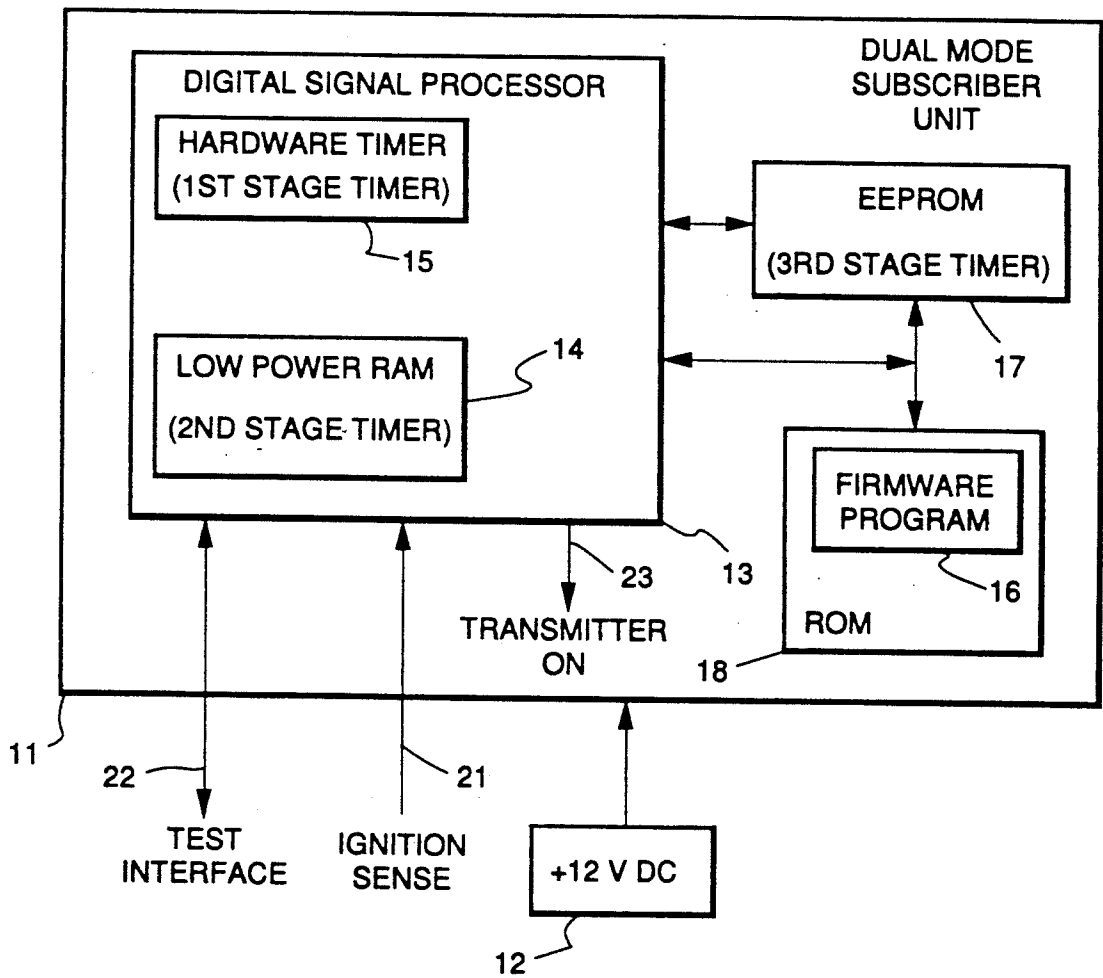 DUAL MODE
SUBSCRIBER
UNIT
DIGITAL SIGNAL PROCESSOR
HARDWARE TIMER
(1ST STAGE TIMER)
15
EEPROM
(3RD STAGE TIMER)
17
LOW POWER RAM
(2ND STAGE TIMER)
14
FIRMWARE
PROGRAM
16
ROM
18
13
23
TRANSMITTER
ON
11
22
21
TEST
INTERFACE
IGNITION
SENSE
+12 V DC
12